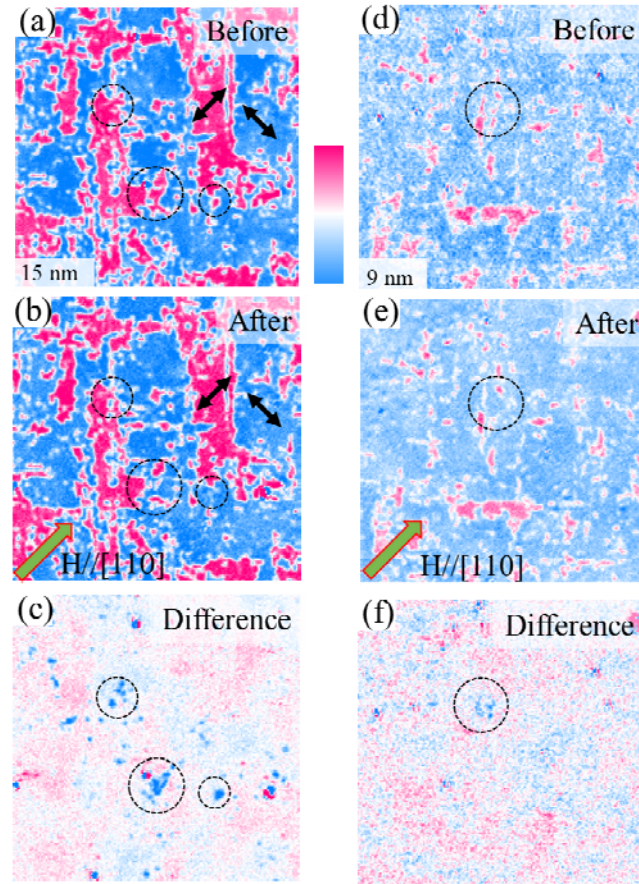 (a)
Before
15 nm
(b)
After
H//[110]
(c)
Difference
(d)
Before
9 nm
(e)
After
H//[110]
(f)
Difference